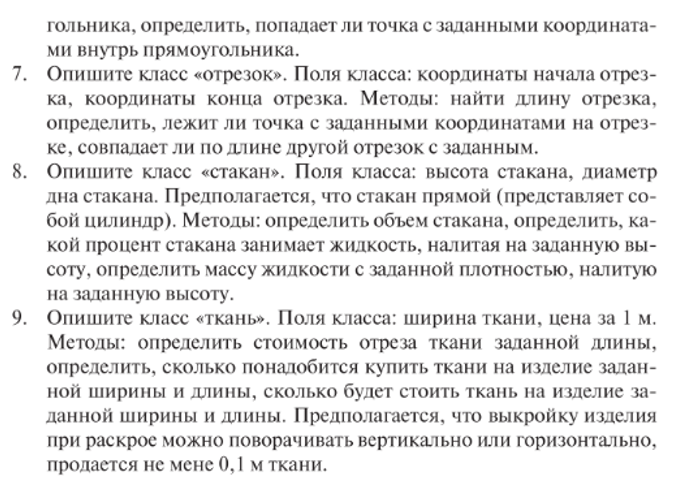 гольника, определить, попадает ли точка с заданными координата-
ми внутрь прямоугольника.
7. Опишите класс «отрезок». Поля класса: координаты начала отрез-
ка, координаты конца отрезка. Методы: найти длину отрезка,
определить, лежит ли точка с заданными координатами на отрез-
ке, совпадает ли по длине другой отрезок с заданным.
8. Опишите класс «стакан». Поля класса: высота стакана, диаметр
дна стакана. Предполагается, что стакан прямой (представляет со-
бой цилиндр). Методы: определить объем стакана, определить, ка-
кой процент стакана занимает жидкость, налитая на заданную вы-
соту, определить массу жидкости с заданной плотностью, налитую
на заданную высоту.
9. Опишите класс «ткань». Поля класса: ширина ткани, цена за 1 м.
Методы: определить стоимость отреза ткани заданной длины,
определить, сколько понадобится купить ткани на изделие задан-
ной ширины и длины, сколько будет стоить ткань на изделие за-
данной ширины и длины. Предполагается, что выкройку изделия
при раскрое можно поворачивать вертикально или горизонтально,
продается не мене 0,1 м ткани.